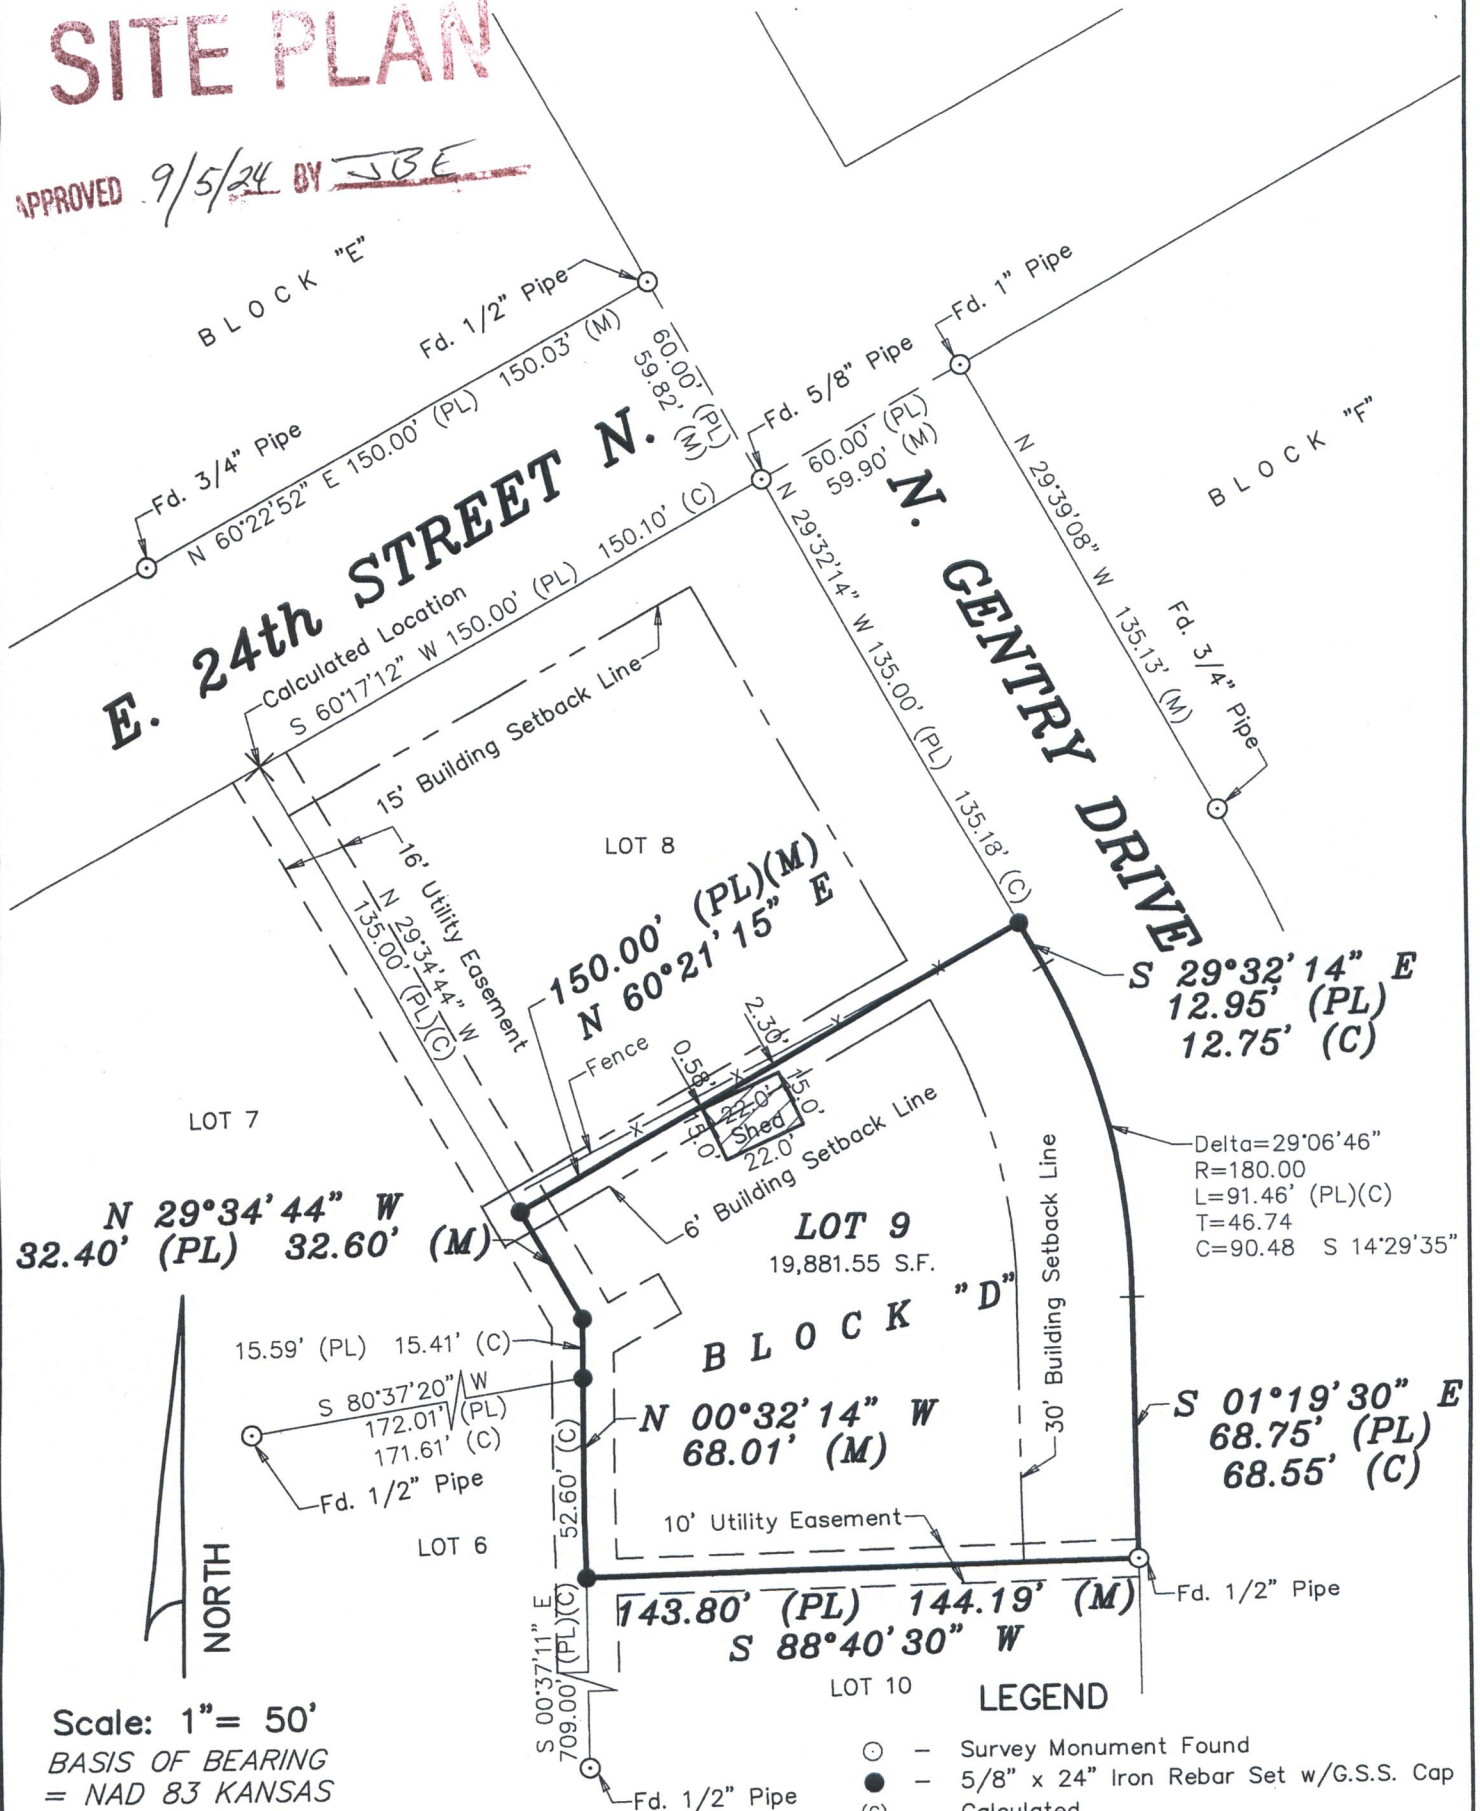 SITE PLAN
APPROVED 9/5/24 BY JBE
BLOCK "E"
Fd. 1/2" Pipe
Fd. 3/4" Pipe
N 60°22'52" E 150.00' (PL) 150.03' (M)
60.00' (PL)
59.82' (M)
Fd. 5/8" Pipe
Fd. 1" Pipe
60.00' (PL)
59.90' (M)
BLOCK "F"
E. 24th STREET N.
N. GENTRY DRIVE
N 29°39'08" W 135.13' (M)
Fd. 3/4" Pipe
Calculated Location
S 60°17'12" W 150.00' (PL) 150.10' (C)
N 29°32'14" W 135.00' (PL) 135.18' (C)
15' Building Setback Line
LOT 8
16' Utility Easement
N 29°34'44" W
135.00' (PL)(C)
150.00' (PL)(M)
N 60°21'15" E
Fence
0.58'
2.30'
22.0'
15.0'
Shed
15.0'
22.0'
S 29°32'14" E
12.95' (PL)
12.75' (C)
LOT 7
6' Building Setback Line
30' Building Setback Line
Delta=29°06'46"
R=180.00
L=91.46' (PL)(C)
T=46.74
C=90.48 S 14°29'35"
N 29°34'44" W
32.40' (PL) 32.60' (M)
LOT 9
19,881.55 S.F.
BLOCK "D"
15.59' (PL) 15.41' (C)
S 80°37'20" W
172.01' (PL)
171.61' (C)
Fd. 1/2" Pipe
N 00°32'14" W
68.01' (M)
S 01°19'30" E
68.75' (PL)
68.55' (C)
52.60' (C)
LOT 6
10' Utility Easement
Fd. 1/2" Pipe
143.80' (PL) 144.19' (M)
S 88°40'30" W
S 00°37'11" E
709.00' (PL)(C)
LOT 10
NORTH
Scale: 1"= 50'
BASIS OF BEARING
= NAD 83 KANSAS
Fd. 1/2" Pipe
LEGEND
– Survey Monument Found
– 5/8" x 24" Iron Rebar Set w/G.S.S. Cap
(C) – Calculated